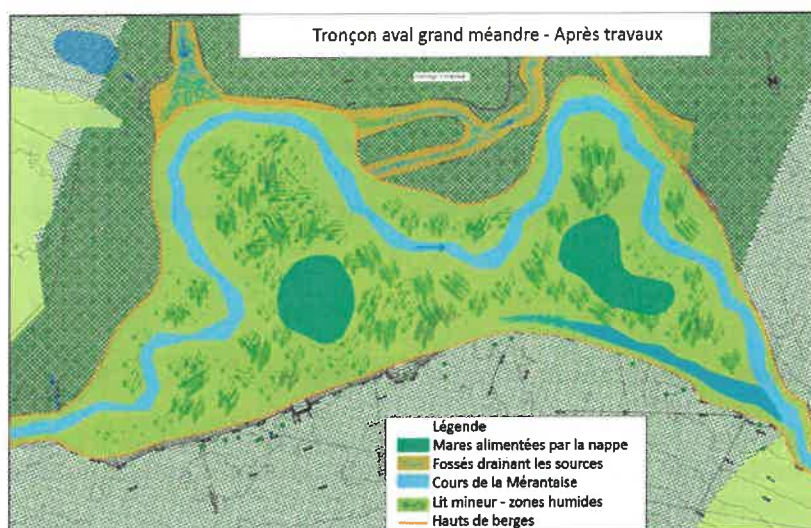 Tronçon aval grand méandre - Après travaux
Légende
Mares alimentées par la nappe
Fossés drainant les sources
Cours de la Mérantaise
Lit mineur - zones humides
Hauts de berges